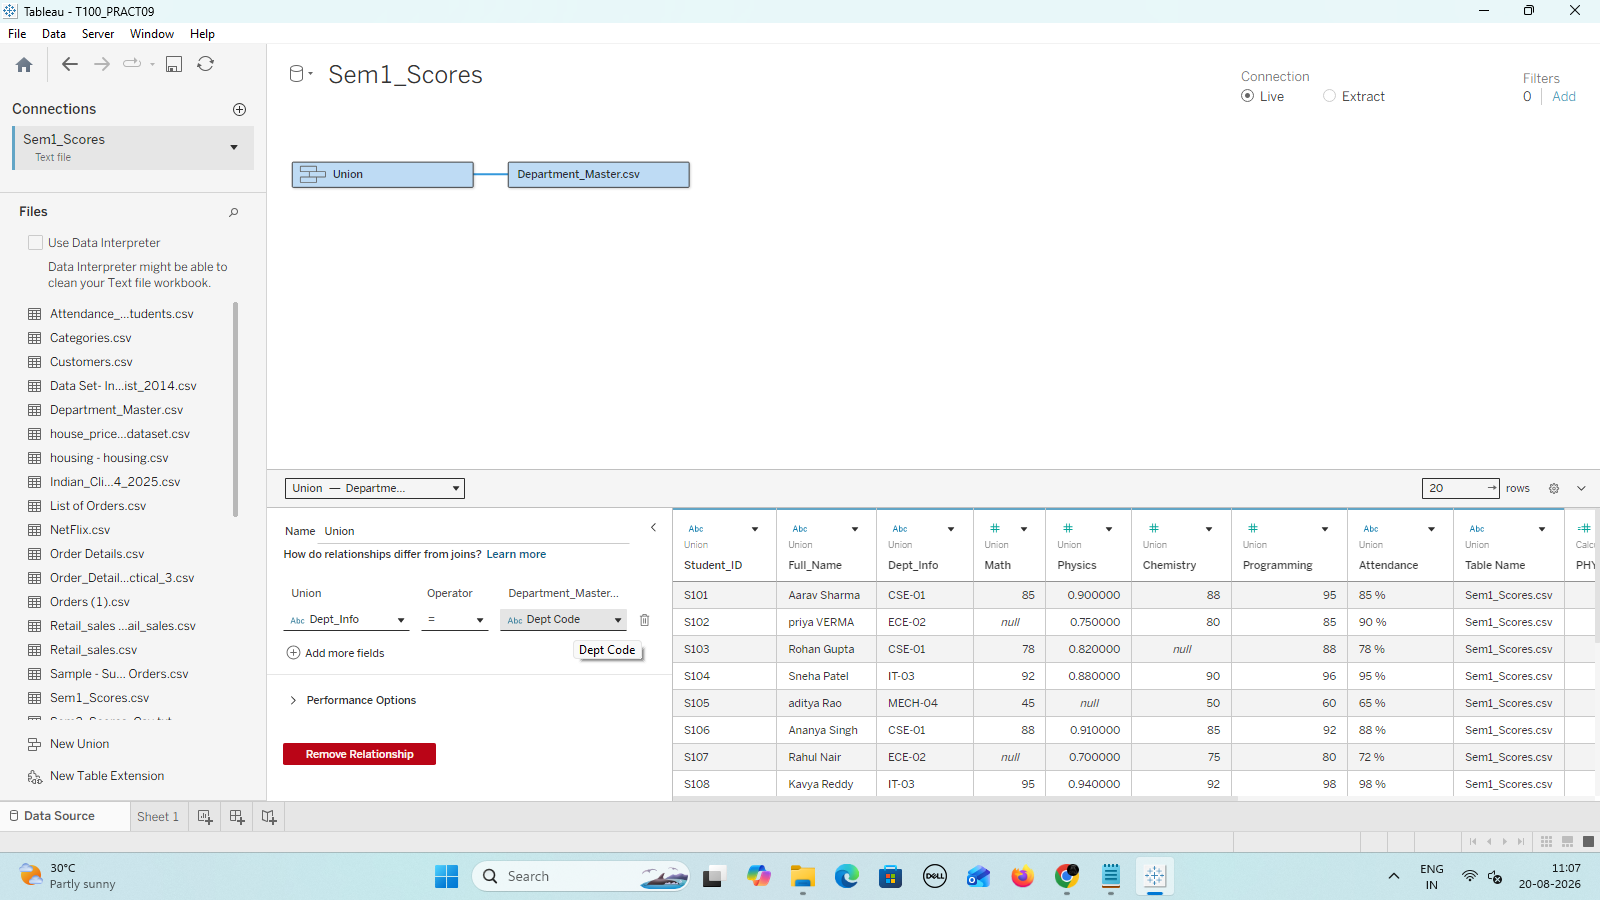 Tableau - T100_PRACT09
File Data Server Window Help
Connections
Sem1_Scores
Text file
Files
Use Data Interpreter
Data Interpreter might be able to
clean your Text file workbook.
Attendance_...tudents.csv
Categories.csv
Customers.csv
Data Set- In...ist_2014.csv
Department_Master.csv
house_price...dataset.csv
housing - housing.csv
Indian_Cli...4_2025.csv
List of Orders.csv
NetFlix.csv
Order Details.csv
Order_Detail...ctical_3.csv
Orders (1).csv
Retail_sales ...ail_sales.csv
Retail_sales.csv
Sample - Su... Orders.csv
Sem1_Scores.csv
New Union
New Table Extension
Sem1_Scores
Connection
Live Extract
Filters
0 Add
Union
Department_Master.csv
Union — Departme...
20 rows
Name Union
How do relationships differ from joins? Learn more
Union Operator Department_Master...
Abc Dept_Info = Abc Dept Code
Dept Code
Add more fields
Performance Options
Remove Relationship
Abc Abc Abc # # # # Abc Abc =#
Union Union Union Union Union Union Union Union Union Calc
Student_ID Full_Name Dept_Info Math Physics Chemistry Programming Attendance Table Name PHY
S101 Aarav Sharma CSE-01 85 0.900000 88 95 85 % Sem1_Scores.csv
S102 priya VERMA ECE-02 null 0.750000 80 85 90 % Sem1_Scores.csv
S103 Rohan Gupta CSE-01 78 0.820000 null 88 78 % Sem1_Scores.csv
S104 Sneha Patel IT-03 92 0.880000 90 96 95 % Sem1_Scores.csv
S105 aditya Rao MECH-04 45 null 50 60 65 % Sem1_Scores.csv
S106 Ananya Singh CSE-01 88 0.910000 85 92 88 % Sem1_Scores.csv
S107 Rahul Nair ECE-02 null 0.700000 75 80 72 % Sem1_Scores.csv
S108 Kavya Reddy IT-03 95 0.940000 92 98 98 % Sem1_Scores.csv
Data Source Sheet 1
30°C
Partly sunny
Search
DELL
ENG
IN
11:07
20-08-2026